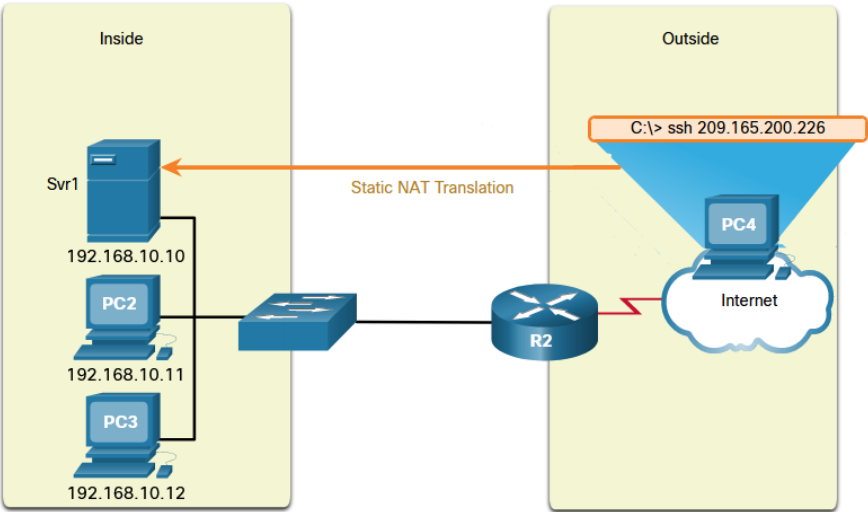 Inside
Outside
C:\> ssh 209.165.200.226
Static NAT Translation
Svr1
192.168.10.10
PC2
192.168.10.11
PC3
192.168.10.12
R2
PC4
Internet